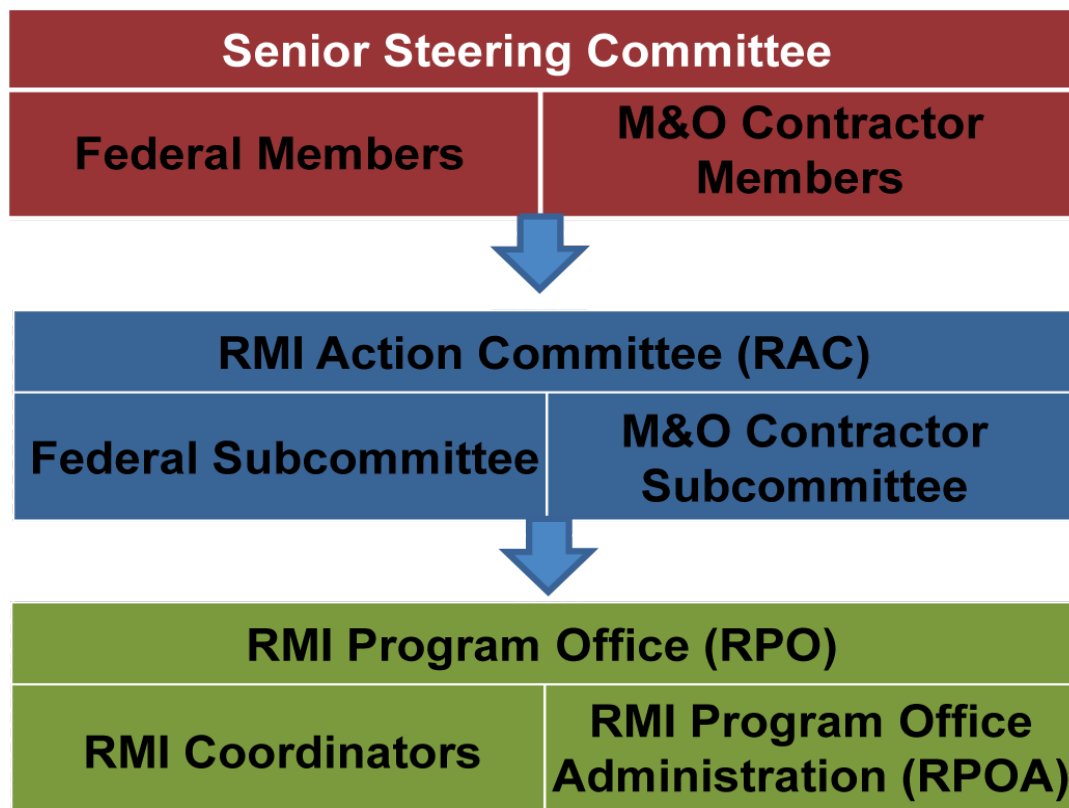 Senior Steering Committee
Federal Members
M&O Contractor
Members
RMI Action Committee (RAC)
Federal Subcommittee
M&O Contractor
Subcommittee
RMI Program Office (RPO)
RMI Coordinators
RMI Program Office
Administration (RPOA)